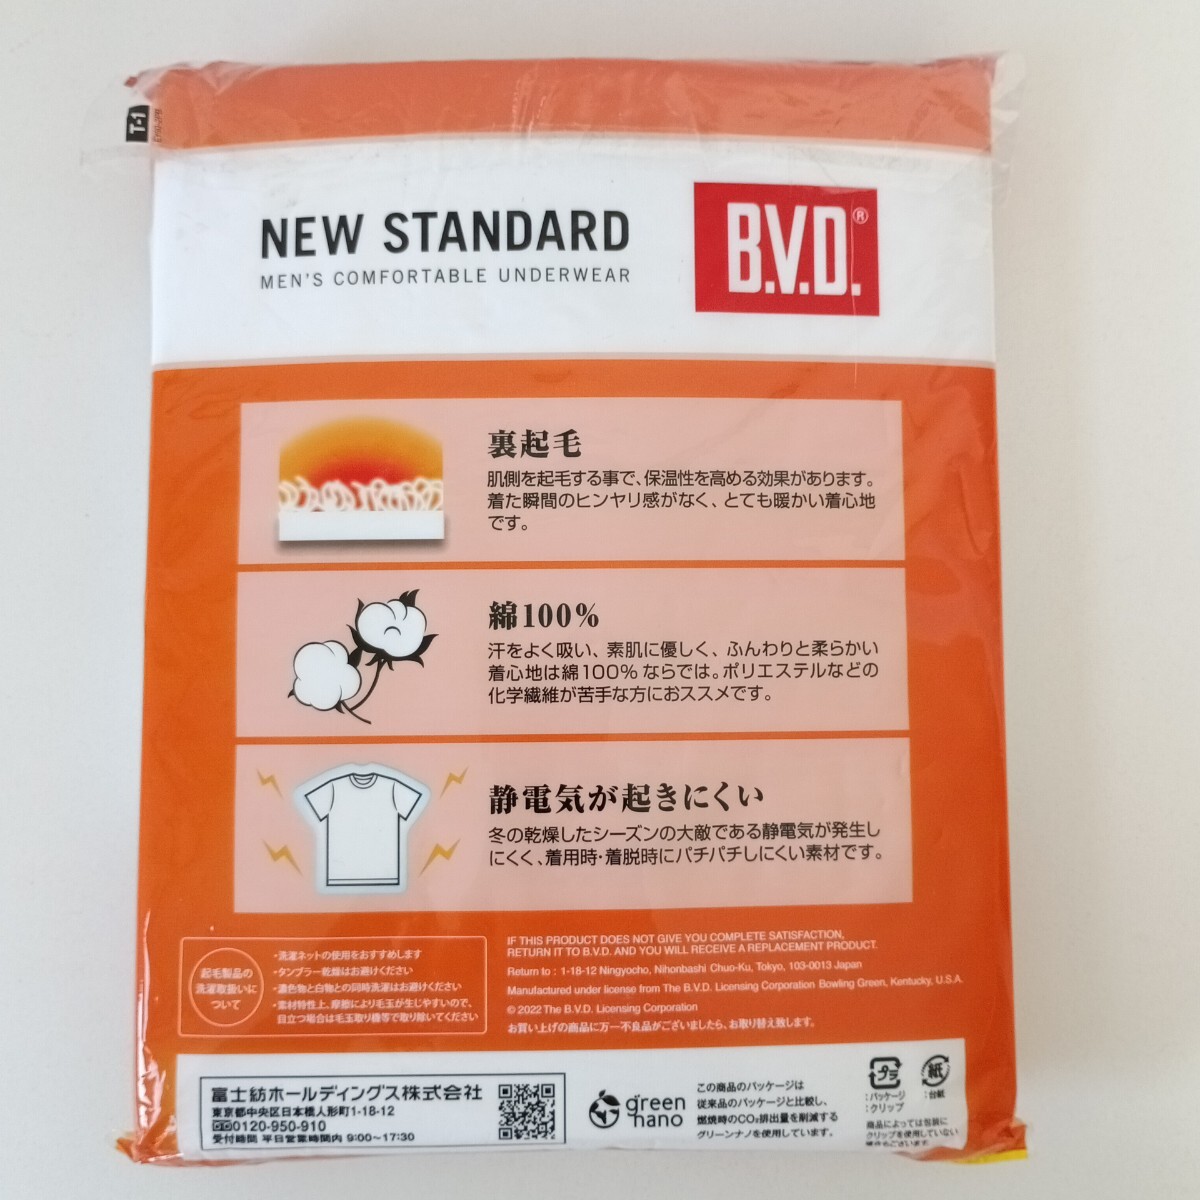 T-1
NEW STANDARD
MEN'S COMFORTABLE UNDERWEAR
B.V.D.®
裏起毛
肌側を起毛する事で、保温性を高める効果があります。
着た瞬間のヒンヤリ感がなく、とても暖かい着心地
です。
綿100%
汗をよく吸い、素肌に優しく、ふんわりと柔らかい
着心地は綿100%ならでは。ポリエステルなどの
化学繊維が苦手な方におススメです。
静電気が起きにくい
冬の乾燥したシーズンの大敵である静電気が発生し
にくく、着用時・着脱時にパチパチしにくい素材です。
起毛製品の
洗濯取扱いに
ついて
・洗濯ネットの使用をおすすめします
・タンブラー乾燥はお避けください
・濃色物と白物との同時洗濯はお避けください
・素材特性上、摩擦により毛玉が生じやすいので、
目立つ場合は毛玉取り機等で取り除いてください
IF THIS PRODUCT DOES NOT GIVE YOU COMPLETE SATISFACTION,
RETURN IT TO B.V.D. AND YOU WILL RECEIVE A REPLACEMENT PRODUCT.
Return to : 1-18-12 Ningyocho, Nihonbashi Chuo-Ku, Tokyo, 103-0013 Japan
Manufactured under license from The B.V.D. Licensing Corporation Bowling Green, Kentucky, U.S.A.
© 2022 The B.V.D. Licensing Corporation
お買い上げの商品に万一不良品がございましたら、お取り替え致します。
富士紡ホールディングス株式会社
東京都中央区日本橋人形町1-18-12
0120-950-910
受付時間 平日営業時間内 9:00〜17:30
green
nano
この商品のパッケージは
従来品のパッケージと比較し、
燃焼時のCO₂排出量を削減する
グリーンナノを使用しています。
プラ
:パッケージ
:クリップ
紙
:台紙
商品によっては包装に
クリップを使用していない